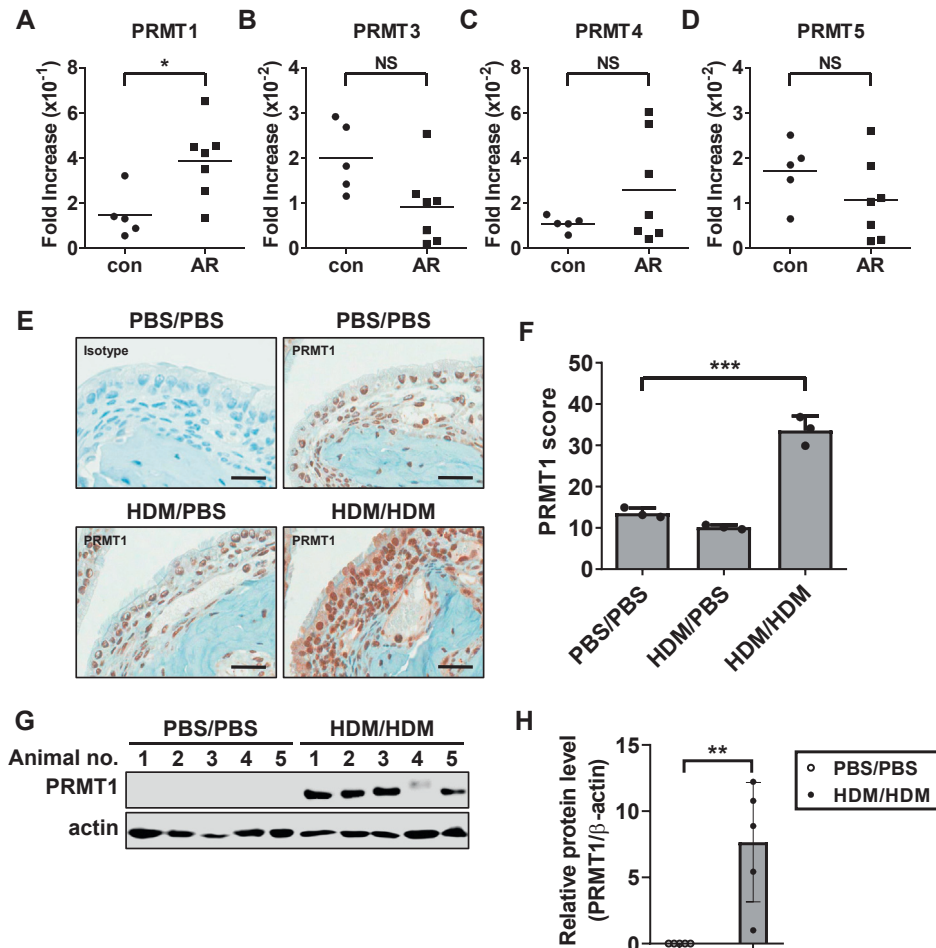 A
PRMT1
Fold Increase (x10-1)
8
6
4
2
0
*
con
AR
B
PRMT3
Fold Increase (x10-2)
4
3
2
1
0
NS
con
AR
C
PRMT4
Fold Increase (x10-2)
8
6
4
2
0
NS
con
AR
D
PRMT5
Fold Increase (x10-2)
4
3
2
1
0
NS
con
AR
E
PBS/PBS
PBS/PBS
Isotype
PRMT1
HDM/PBS
HDM/HDM
PRMT1
PRMT1
F
PRMT1 score
50
40
30
20
10
0
***
PBS/PBS
HDM/PBS
HDM/HDM
G
PBS/PBS
HDM/HDM
Animal no. 1 2 3 4 5 1 2 3 4 5
PRMT1
actin
H
Relative protein level
(PRMT1/β-actin)
15
10
5
0
**
PBS/PBS
HDM/HDM